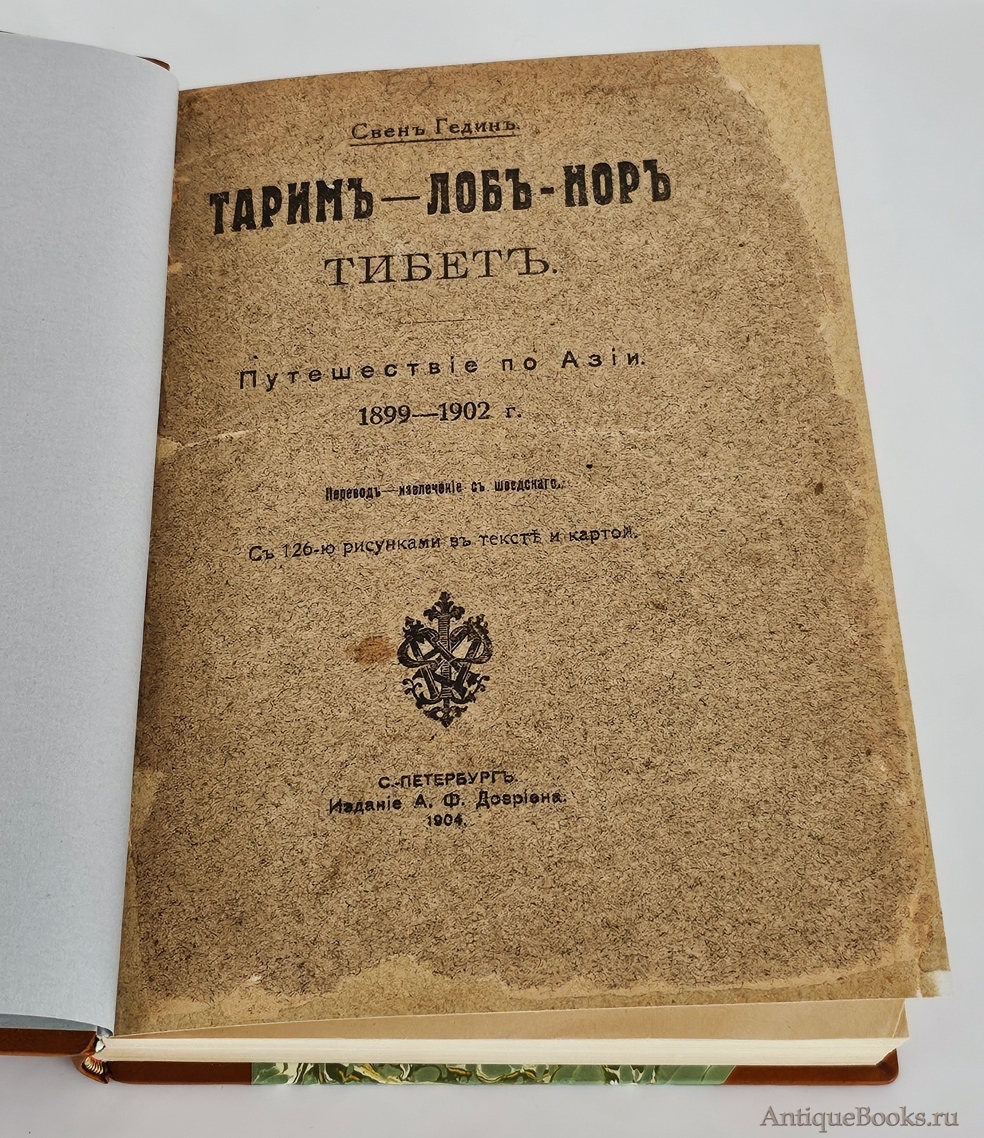 Свенъ Гединъ.
ТАРИМЪ—ЛОБЪ-НОРЪ
ТИБЕТЪ.
Путешествіе по Азіи.
1899—1902 г.
Переводъ—извлеченіе съ шведскаго.
Съ 126-ю рисунками въ текстѣ и картой.
С.-ПЕТЕРБУРГЪ.
Изданіе А. Ф. Девріена.
1904.
AntiqueBooks.ru